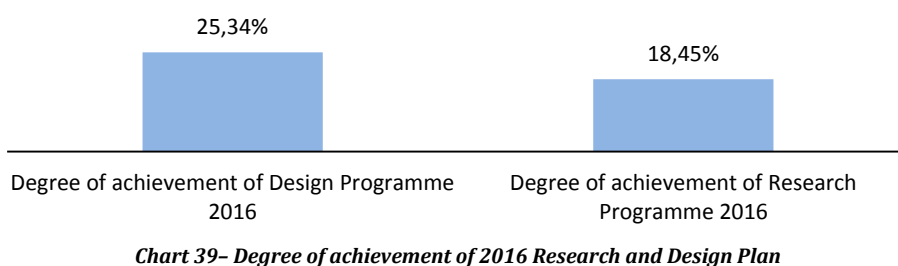 25,34%
18,45%
Degree of achievement of Design Programme
2016
Degree of achievement of Research
Programme 2016
Chart 39– Degree of achievement of 2016 Research and Design Plan